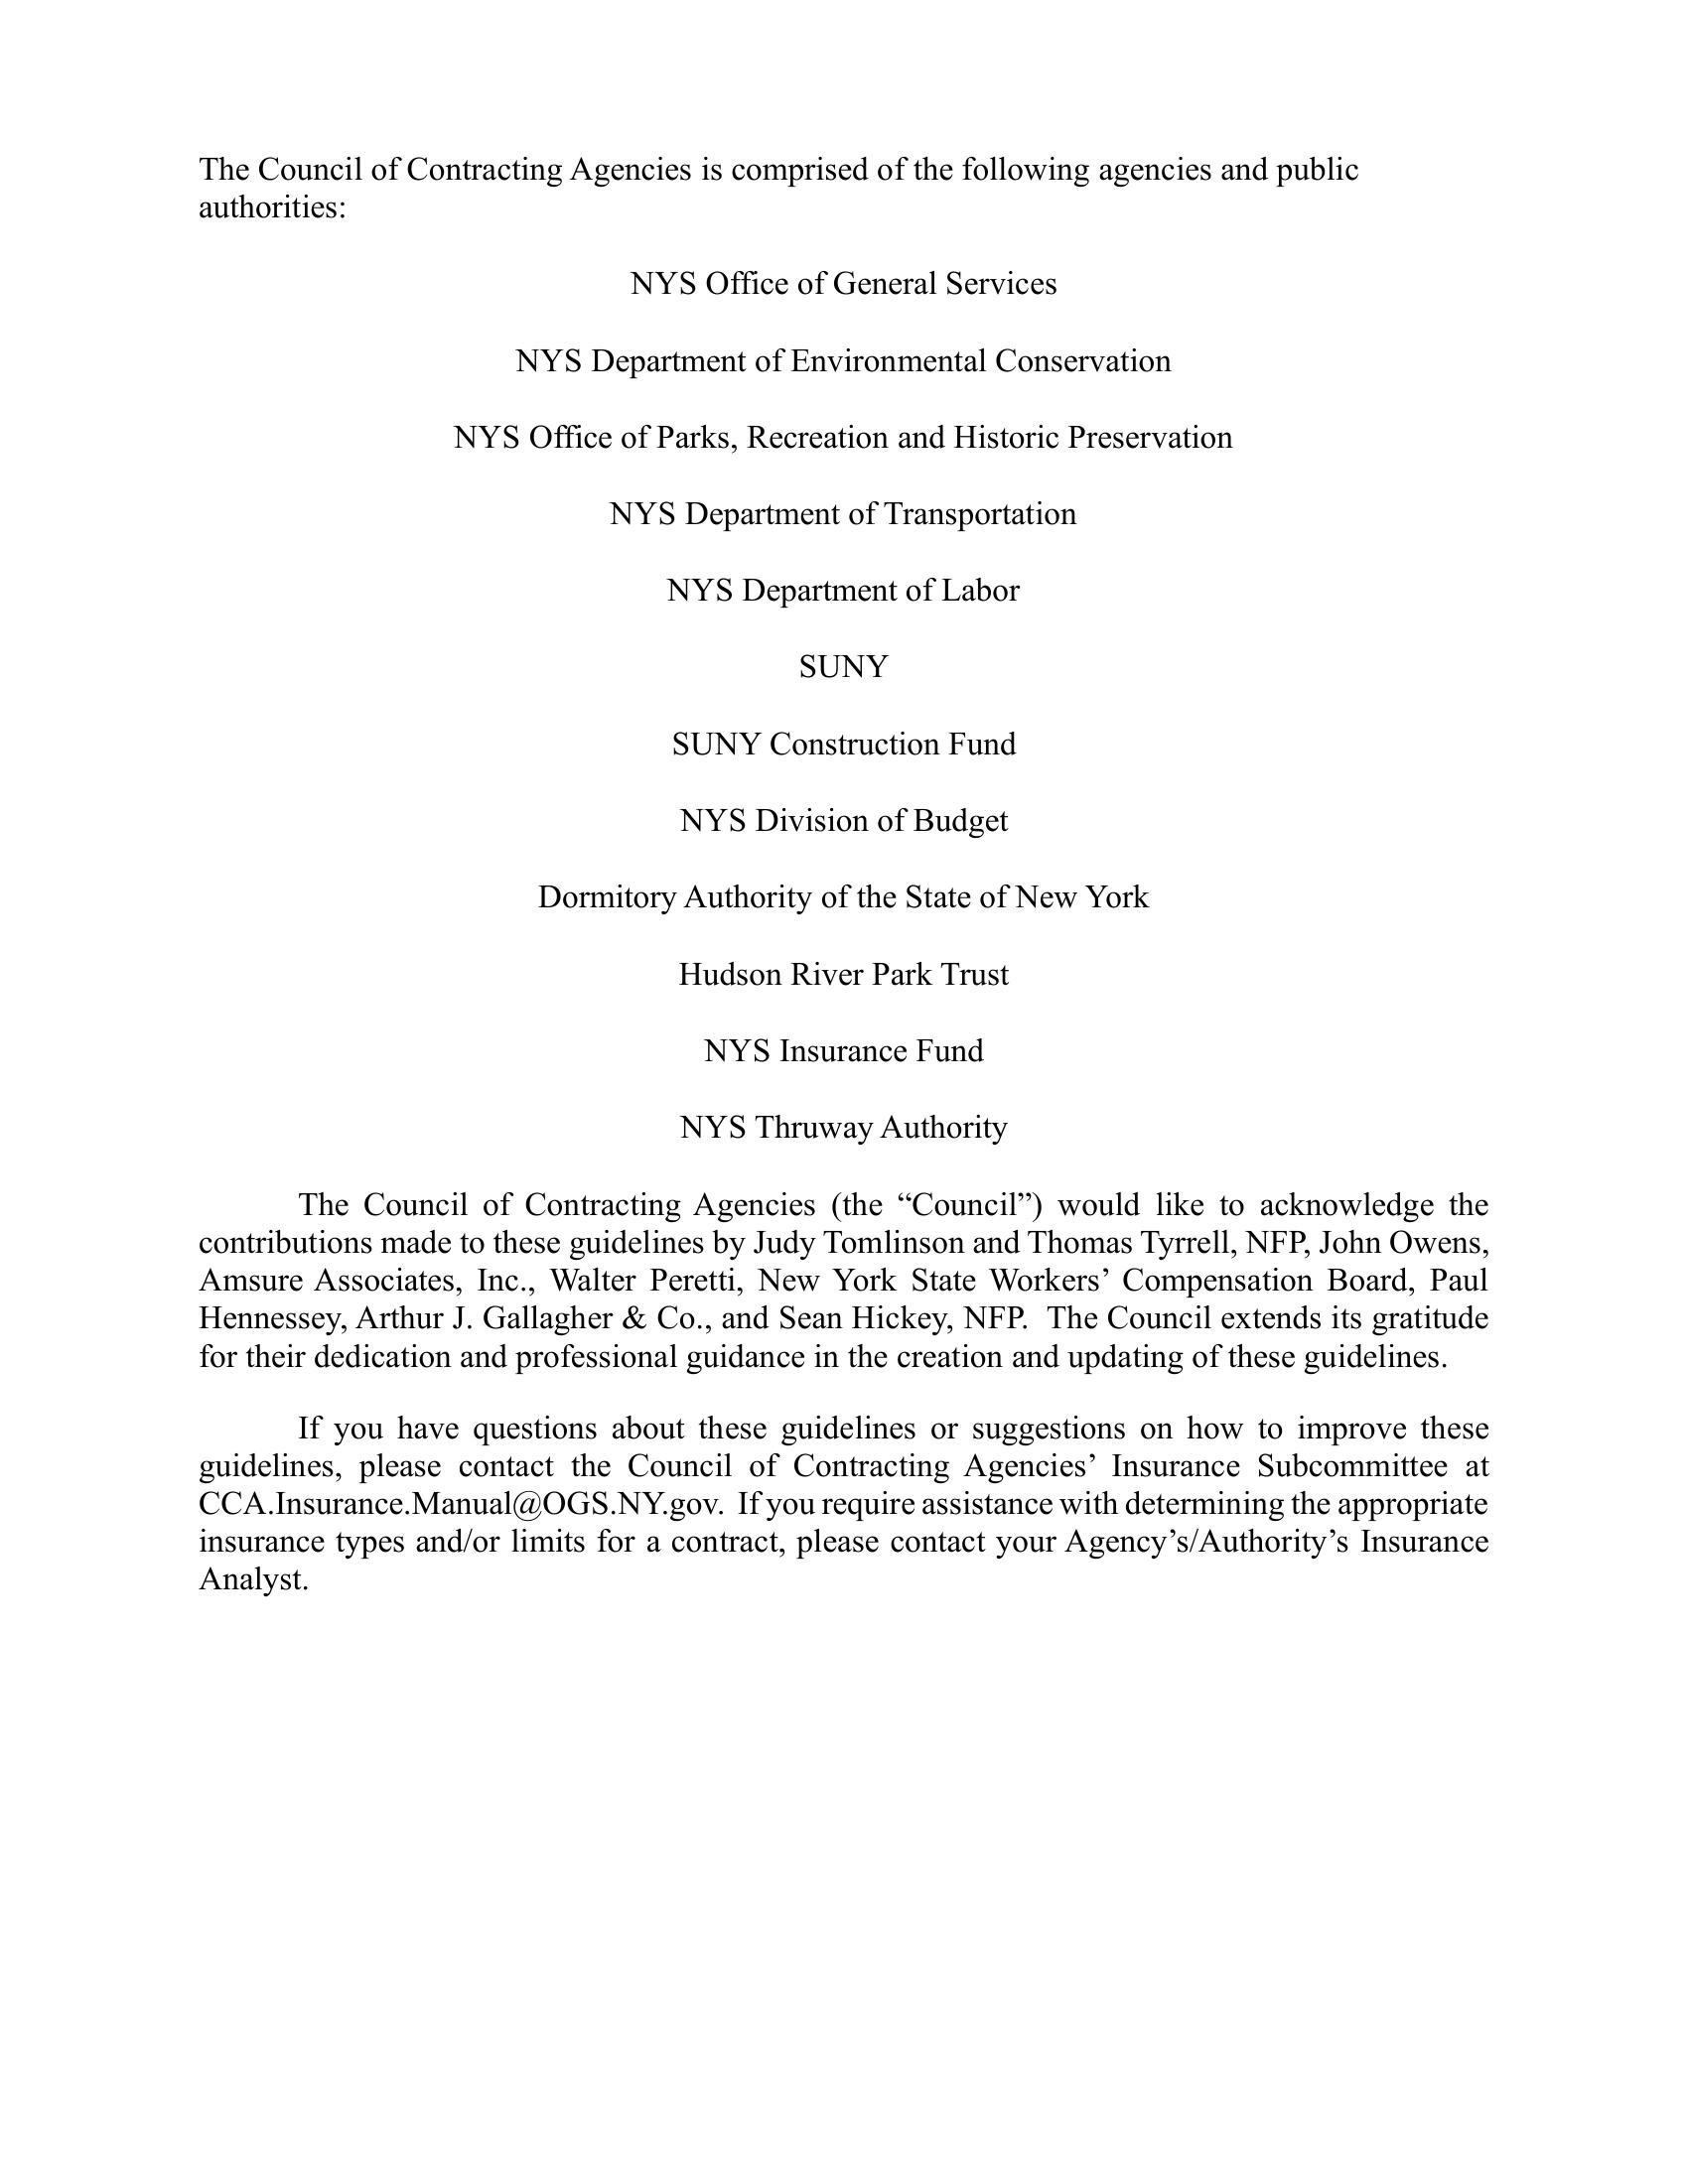 The Council of Contracting Agencies is comprised of the following agencies and public
authorities:
NYS Office of General Services
NYS Department of Environmental Conservation
NYS Office of Parks, Recreation and Historic Preservation
NYS Department of Transportation
NYS Department of Labor
SUNY
SUNY Construction Fund
NYS Division of Budget
Dormitory Authority of the State of New York
Hudson River Park Trust
NYS Insurance Fund
NYS Thruway Authority
The Council of Contracting Agencies (the “Council”) would like to acknowledge the
contributions made to these guidelines by Judy Tomlinson and Thomas Tyrrell, NFP, John Owens,
Amsure Associates, Inc., Walter Peretti, New York State Workers’ Compensation Board, Paul
Hennessey, Arthur J. Gallagher & Co., and Sean Hickey, NFP.  The Council extends its gratitude
for their dedication and professional guidance in the creation and updating of these guidelines.
If you have questions about these guidelines or suggestions on how to improve these
guidelines, please contact the Council of Contracting Agencies’ Insurance Subcommittee at
CCA.Insurance.Manual@OGS.NY.gov.  If you require assistance with determining the appropriate
insurance types and/or limits for a contract, please contact your Agency’s/Authority’s Insurance
Analyst.